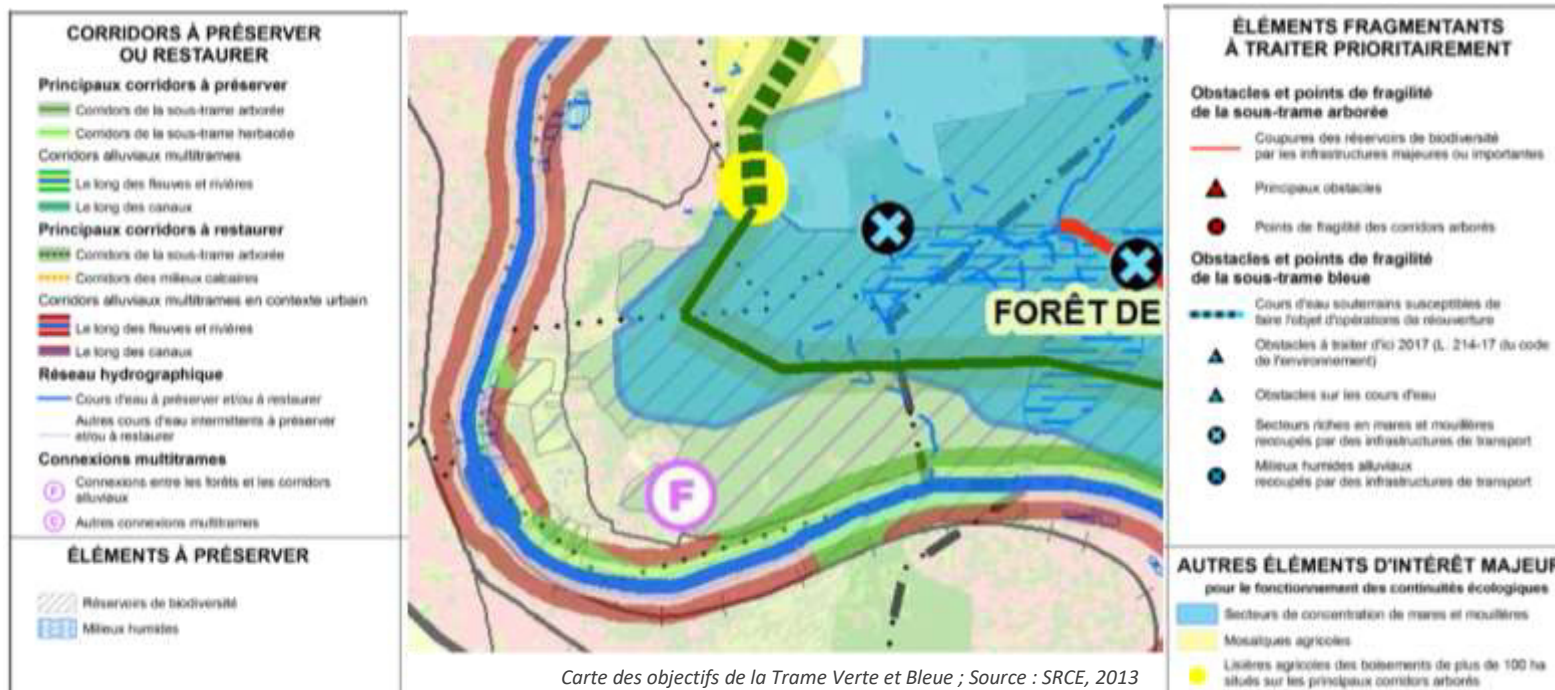 CORRIDORS À PRÉSERVER
OU RESTAURER
Principaux corridors à préserver
Corridors de la sous-trame arborée
Corridors de la sous-trame herbacée
Corridors alluviaux multitrames
Le long des fleuves et rivières
Le long des canaux
Principaux corridors à restaurer
Corridors de la sous-trame arborée
Corridors des milieux calcaires
Corridors alluviaux multitrames en contexte urbain
Le long des fleuves et rivières
Le long des canaux
Réseau hydrographique
Cours d'eau à préserver et/ou à restaurer
Autres cours d'eau intermittents à préserver
et/ou à restaurer
Connexions multitrames
F Connexions entre les forêts et les corridors
alluviaux
C Autres connexions multitrames
ÉLÉMENTS À PRÉSERVER
Réservoirs de biodiversité
Milieux humides
FORÊT DE
F
Carte des objectifs de la Trame Verte et Bleue ; Source : SRCE, 2013
ÉLÉMENTS FRAGMENTANTS
À TRAITER PRIORITAIREMENT
Obstacles et points de fragilité
de la sous-trame arborée
Coupures des réservoirs de biodiversité
par les infrastructures majeures ou importantes
Principaux obstacles
Points de fragilité des corridors arborés
Obstacles et points de fragilité
de la sous-trame bleue
Cours d'eau souterrains susceptibles de
faire l'objet d'opérations de réouverture
Obstacles à traiter d'ici 2017 (L. 214-17 du code
de l'environnement)
Obstacles sur les cours d'eau
Secteurs riches en mares et mouillères
recoupés par des infrastructures de transport
Milieux humides alluviaux
recoupés par des infrastructures de transport
AUTRES ÉLÉMENTS D'INTÉRÊT MAJEUR
pour le fonctionnement des continuités écologiques
Secteurs de concentration de mares et mouillères
Mosaïques agricoles
Lisières agricoles des boisements de plus de 100 ha
situés sur les principaux corridors arborés